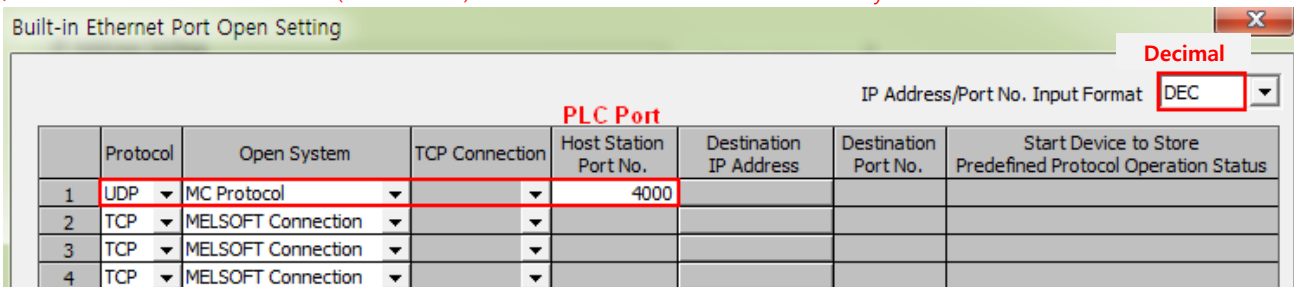 Built-in Ethernet Port Open Setting
Decimal
IP Address/Port No. Input Format DEC
PLC Port
Protocol Open System TCP Connection Host Station Port No. Destination IP Address Destination Port No. Start Device to Store Predefined Protocol Operation Status
1 UDP MC Protocol 4000
2 TCP MELSOFT Connection
3 TCP MELSOFT Connection
4 TCP MELSOFT Connection